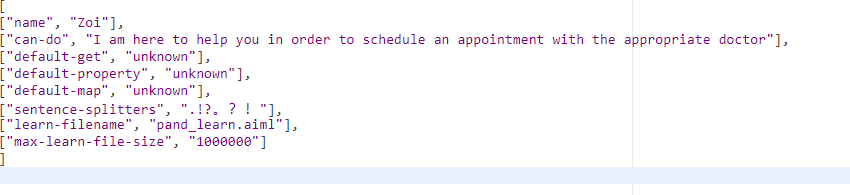 [
["name", "Zoi"],
["can-do", "I am here to help you in order to schedule an appointment with the appropriate doctor"],
["default-get", "unknown"],
["default-property", "unknown"],
["default-map", "unknown"],
["sentence-splitters", ".!?。？！"],
["learn-filename", "pand_learn.aiml"],
["max-learn-file-size", "1000000"]
]